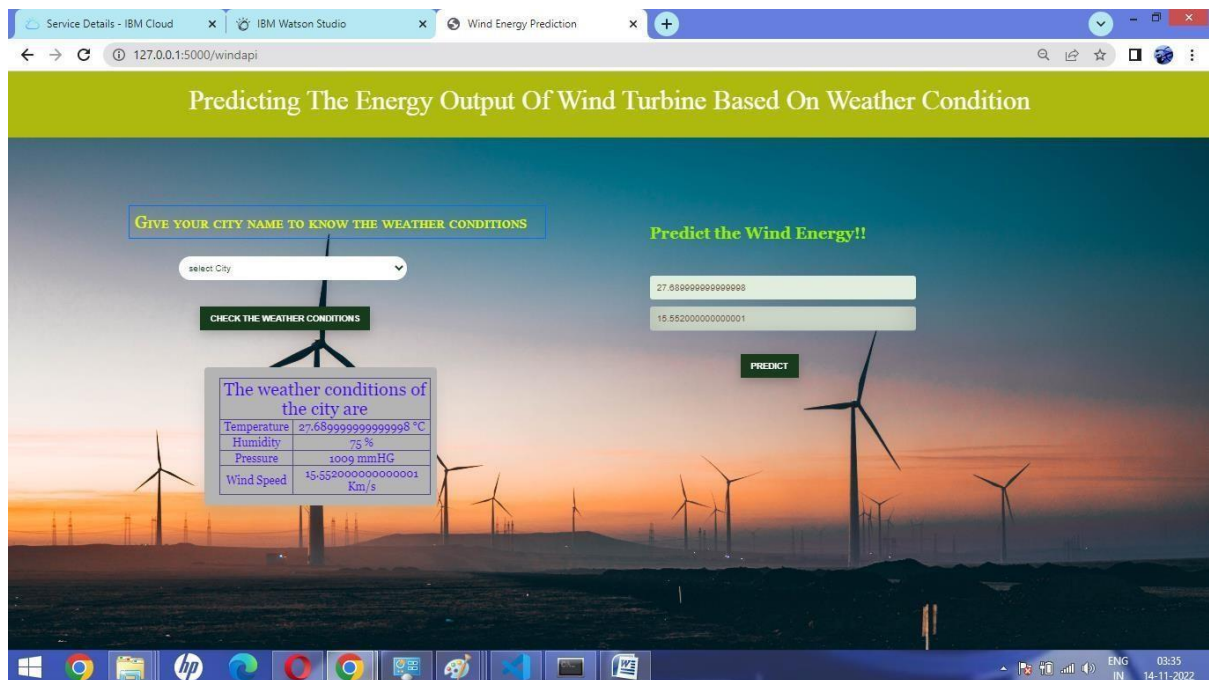 Service Details - IBM Cloud
IBM Watson Studio
Wind Energy Prediction
127.0.0.1:5000/windapi
Predicting The Energy Output Of Wind Turbine Based On Weather Condition
GIVE YOUR CITY NAME TO KNOW THE WEATHER CONDITIONS
select City
CHECK THE WEATHER CONDITIONS
The weather conditions of
the city are
Temperature 27.689999999999998 °C
Humidity 75 %
Pressure 1009 mmHG
Wind Speed 15.552000000000001
Km/s
Predict the Wind Energy!!
27.689999999999998
15.552000000000001
PREDICT
hp
ENG
IN
03:35
14-11-2022